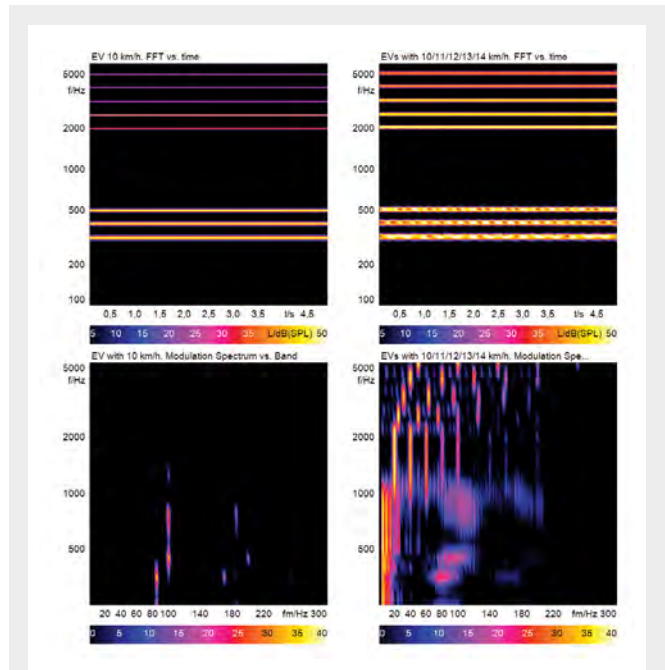 EV 10 km/h. FFT vs. time
5000
f/Hz
2000
1000
500
200
100
0,5 1,0 1,5 2,0 2,5 3,0 3,5 t/s 4,5
5 10 15 20 25 30 35 L/dB(SPL) 50
EVs with 10/11/12/13/14 km/h. FFT vs. time
5000
f/Hz
2000
1000
500
200
100
0,5 1,0 1,5 2,0 2,5 3,0 3,5 t/s 4,5
5 10 15 20 25 30 35 L/dB(SPL) 50
EV with 10 km/h. Modulation Spectrum vs. Band
5000
f/Hz
2000
1000
500
20 40 60 80 100 140 180 220 fm/Hz 300
0 5 10 15 20 25 30 35 40
EVs with 10/11/12/13/14 km/h. Modulation Spe...
5000
f/Hz
2000
1000
500
20 40 60 80 100 140 180 220 fm/Hz 300
0 5 10 15 20 25 30 35 40